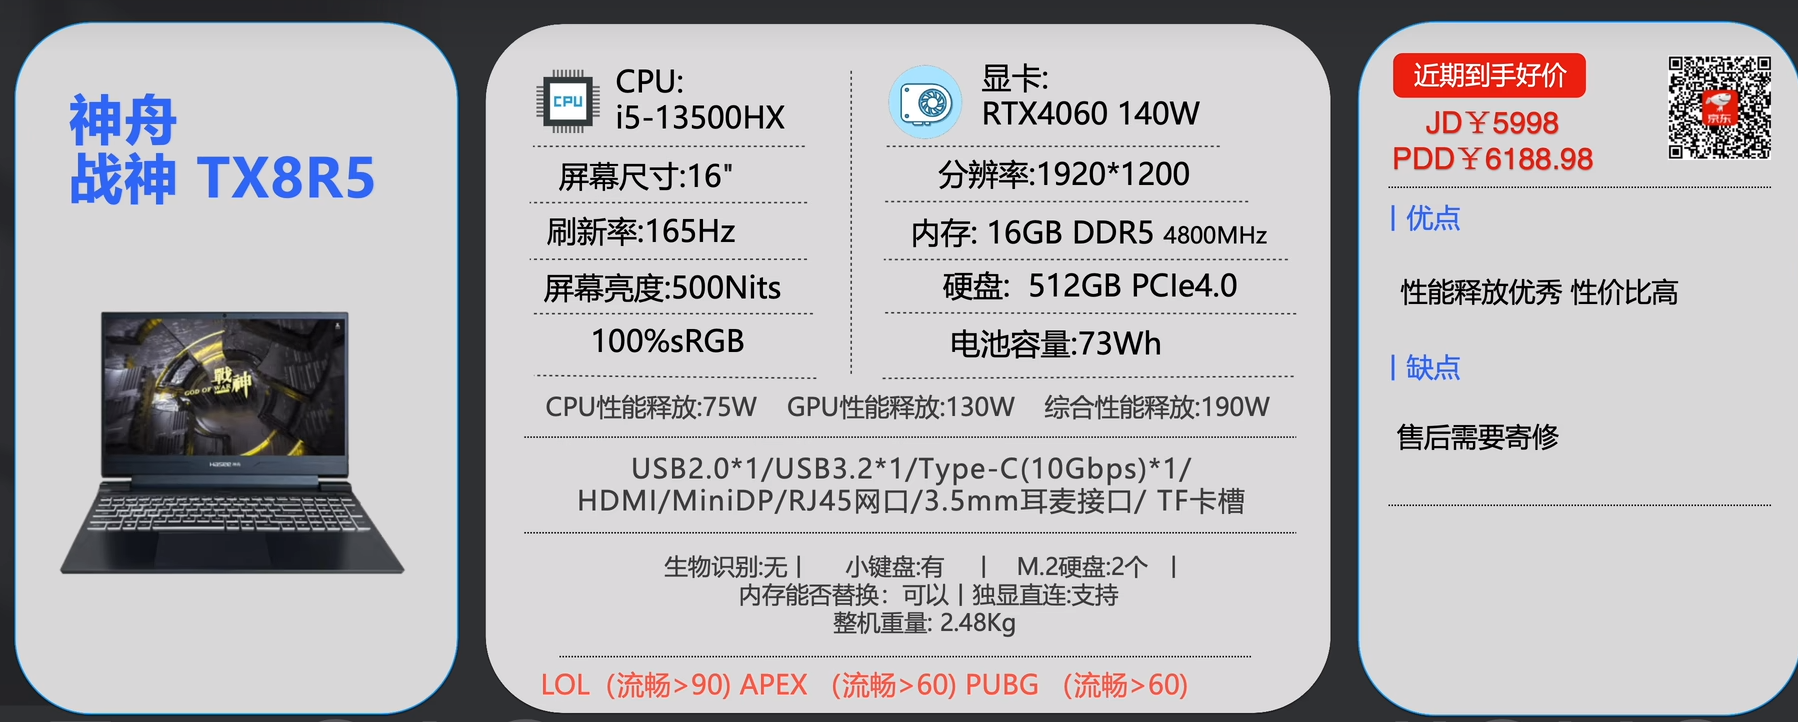 神舟
战神 TX8R5
HASEE 神舟
戰神
GOD OF WAR
CPU
CPU:
i5-13500HX
显卡:
RTX4060 140W
屏幕尺寸:16"
分辨率:1920*1200
刷新率:165Hz
内存: 16GB DDR5 4800MHz
屏幕亮度:500Nits
硬盘: 512GB PCIe4.0
100%sRGB
电池容量:73Wh
CPU性能释放:75W GPU性能释放:130W 综合性能释放:190W
USB2.0*1/USB3.2*1/Type-C(10Gbps)*1/
HDMI/MiniDP/RJ45网口/3.5mm耳麦接口/ TF卡槽
生物识别:无 | 小键盘:有 | M.2硬盘:2个 |
内存能否替换：可以 | 独显直连:支持
整机重量: 2.48Kg
LOL（流畅>90) APEX （流畅>60) PUBG （流畅>60)
近期到手好价
JD￥5998
PDD￥6188.98
京东
| 优点
性能释放优秀 性价比高
| 缺点
售后需要寄修